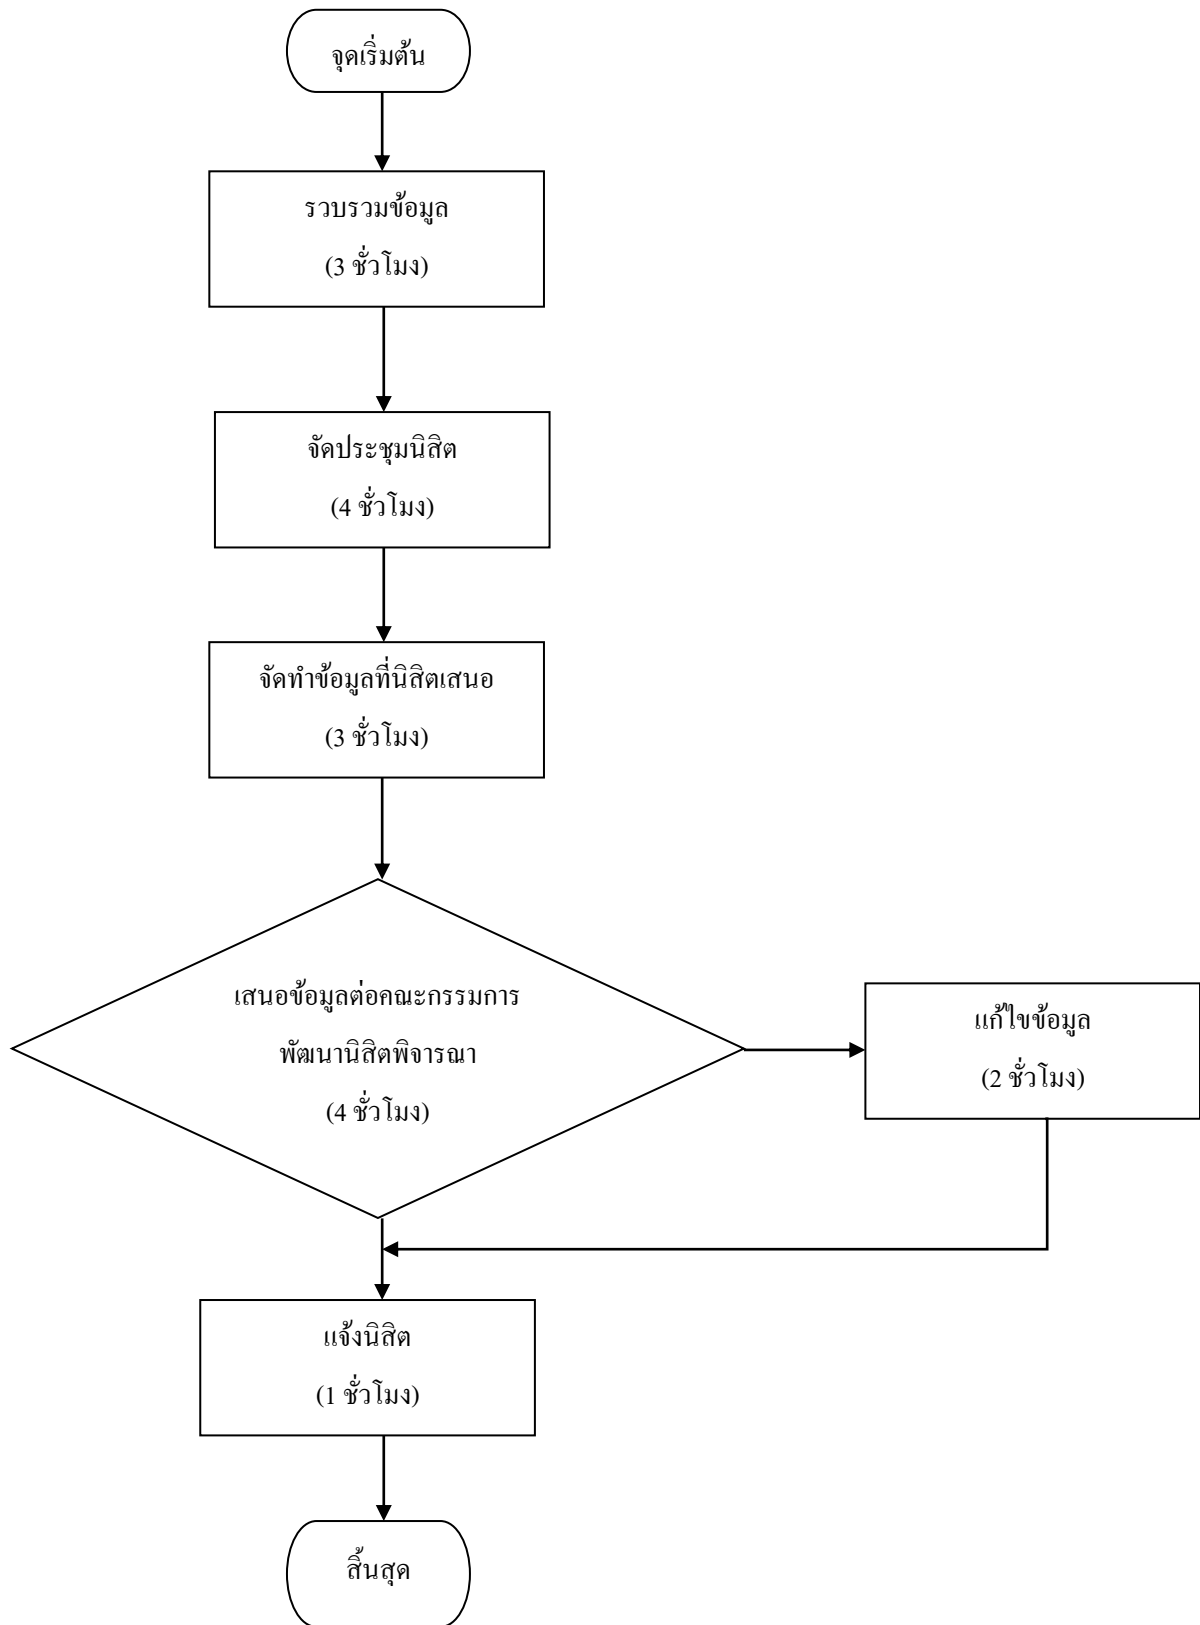 จุดเริ่มต้น
รวบรวมข้อมูล
(3 ชั่วโมง)
จัดประชุมนิสิต
(4 ชั่วโมง)
จัดทำข้อมูลที่นิสิตเสนอ
(3 ชั่วโมง)
เสนอข้อมูลต่อคณะกรรมการ
พัฒนานิสิตพิจารณา
(4 ชั่วโมง)
แก้ไขข้อมูล
(2 ชั่วโมง)
แจ้งนิสิต
(1 ชั่วโมง)
สิ้นสุด